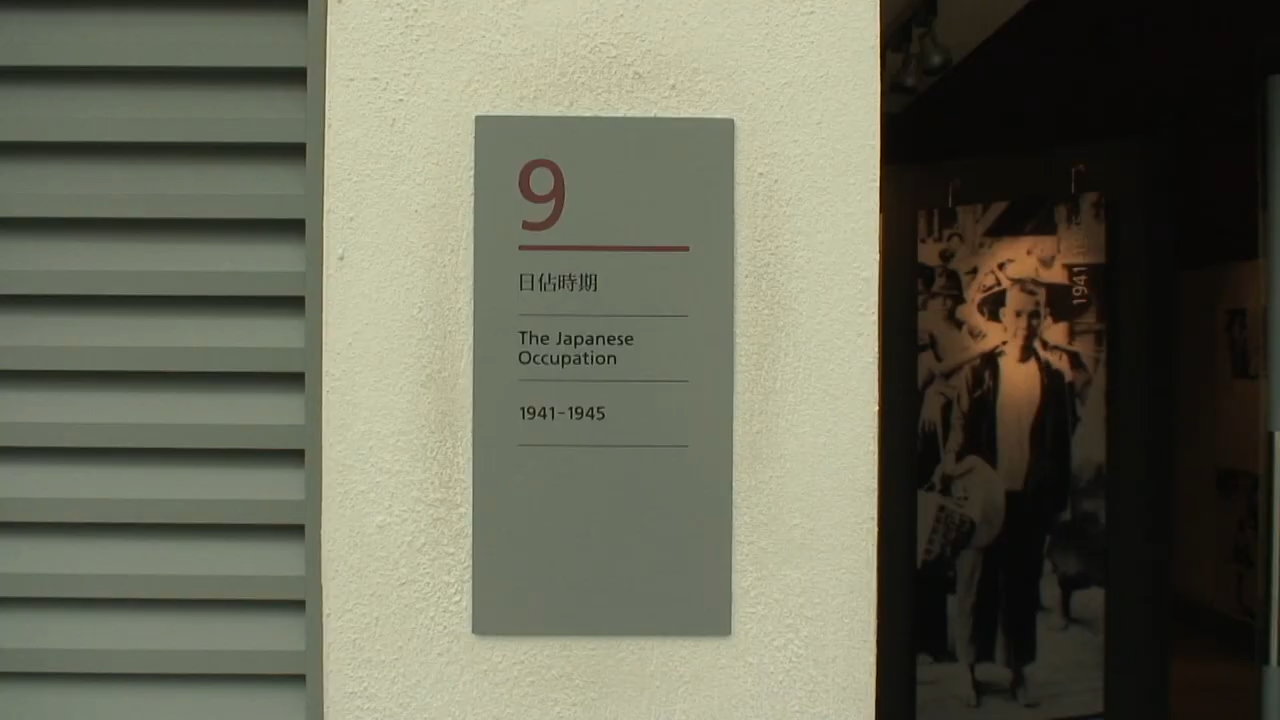 9
日佔時期
The Japanese
Occupation
1941-1945
1941